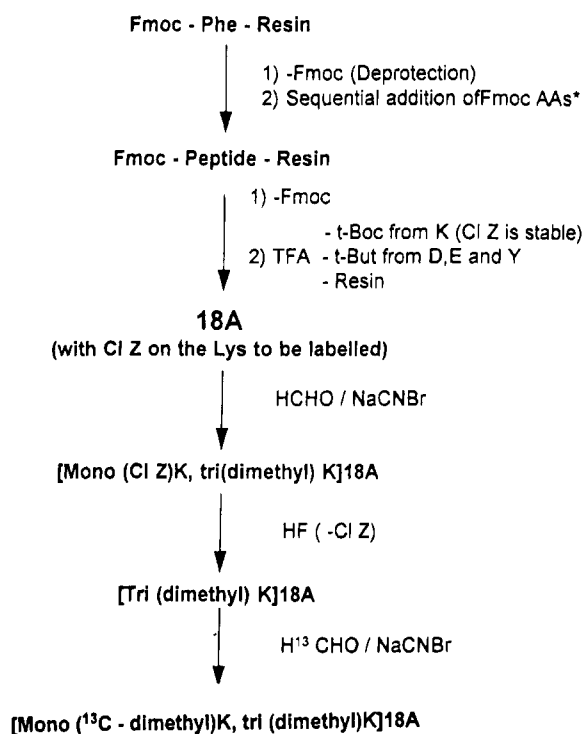 Fmoc - Phe - Resin
1) -Fmoc (Deprotection)
2) Sequential addition ofFmoc AAs*
Fmoc - Peptide - Resin
1) -Fmoc
- t-Boc from K (Cl Z is stable)
2) TFA - t-But from D,E and Y
- Resin
18A
(with Cl Z on the Lys to be labelled)
HCHO / NaCNBr
[Mono (Cl Z)K, tri(dimethyl) K]18A
HF ( -Cl Z)
[Tri (dimethyl) K]18A
H¹³ CHO / NaCNBr
[Mono (¹³C - dimethyl)K, tri (dimethyl)K]18A